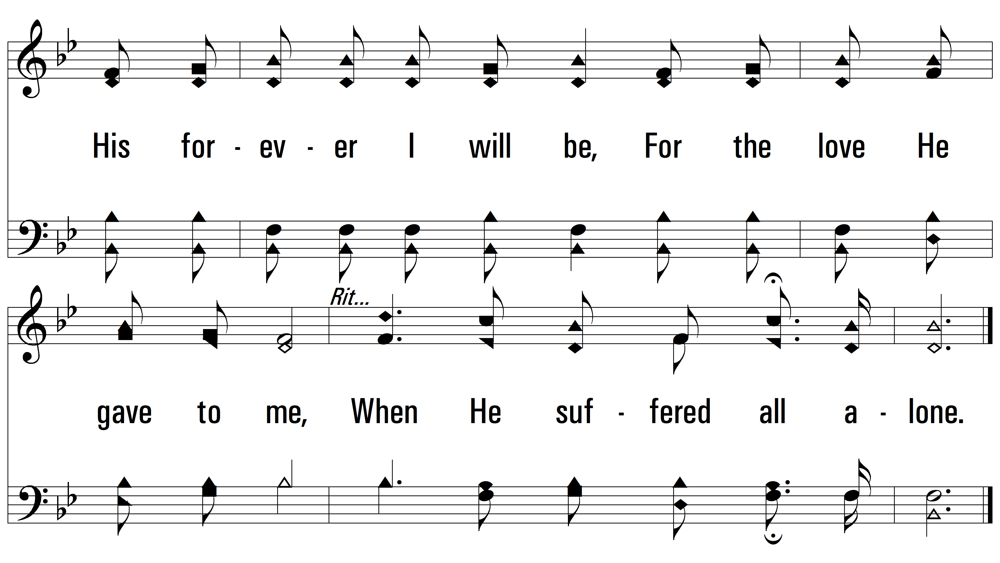 His for - ev - er I will be, For the love He
Rit...
gave to me, When He suf - fered all a - lone.